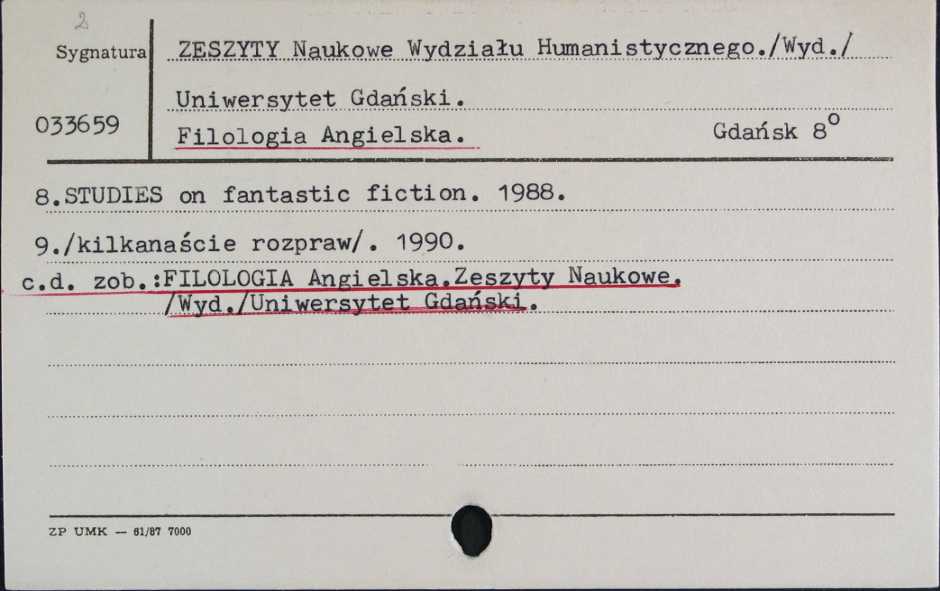 2
Sygnatura
ZESZYTY Naukowe Wydziału Humanistycznego./Wyd./
Uniwersytet Gdański.
033659
Filologia Angielska. Gdańsk 8°
8.STUDIES on fantastic fiction. 1988.
9./kilkanaście rozpraw/. 1990.
c.d. zob.:FILOLOGIA Angielska.Zeszyty Naukowe.
/Wyd./Uniwersytet Gdański.
ZP UMK — 61/87 7000